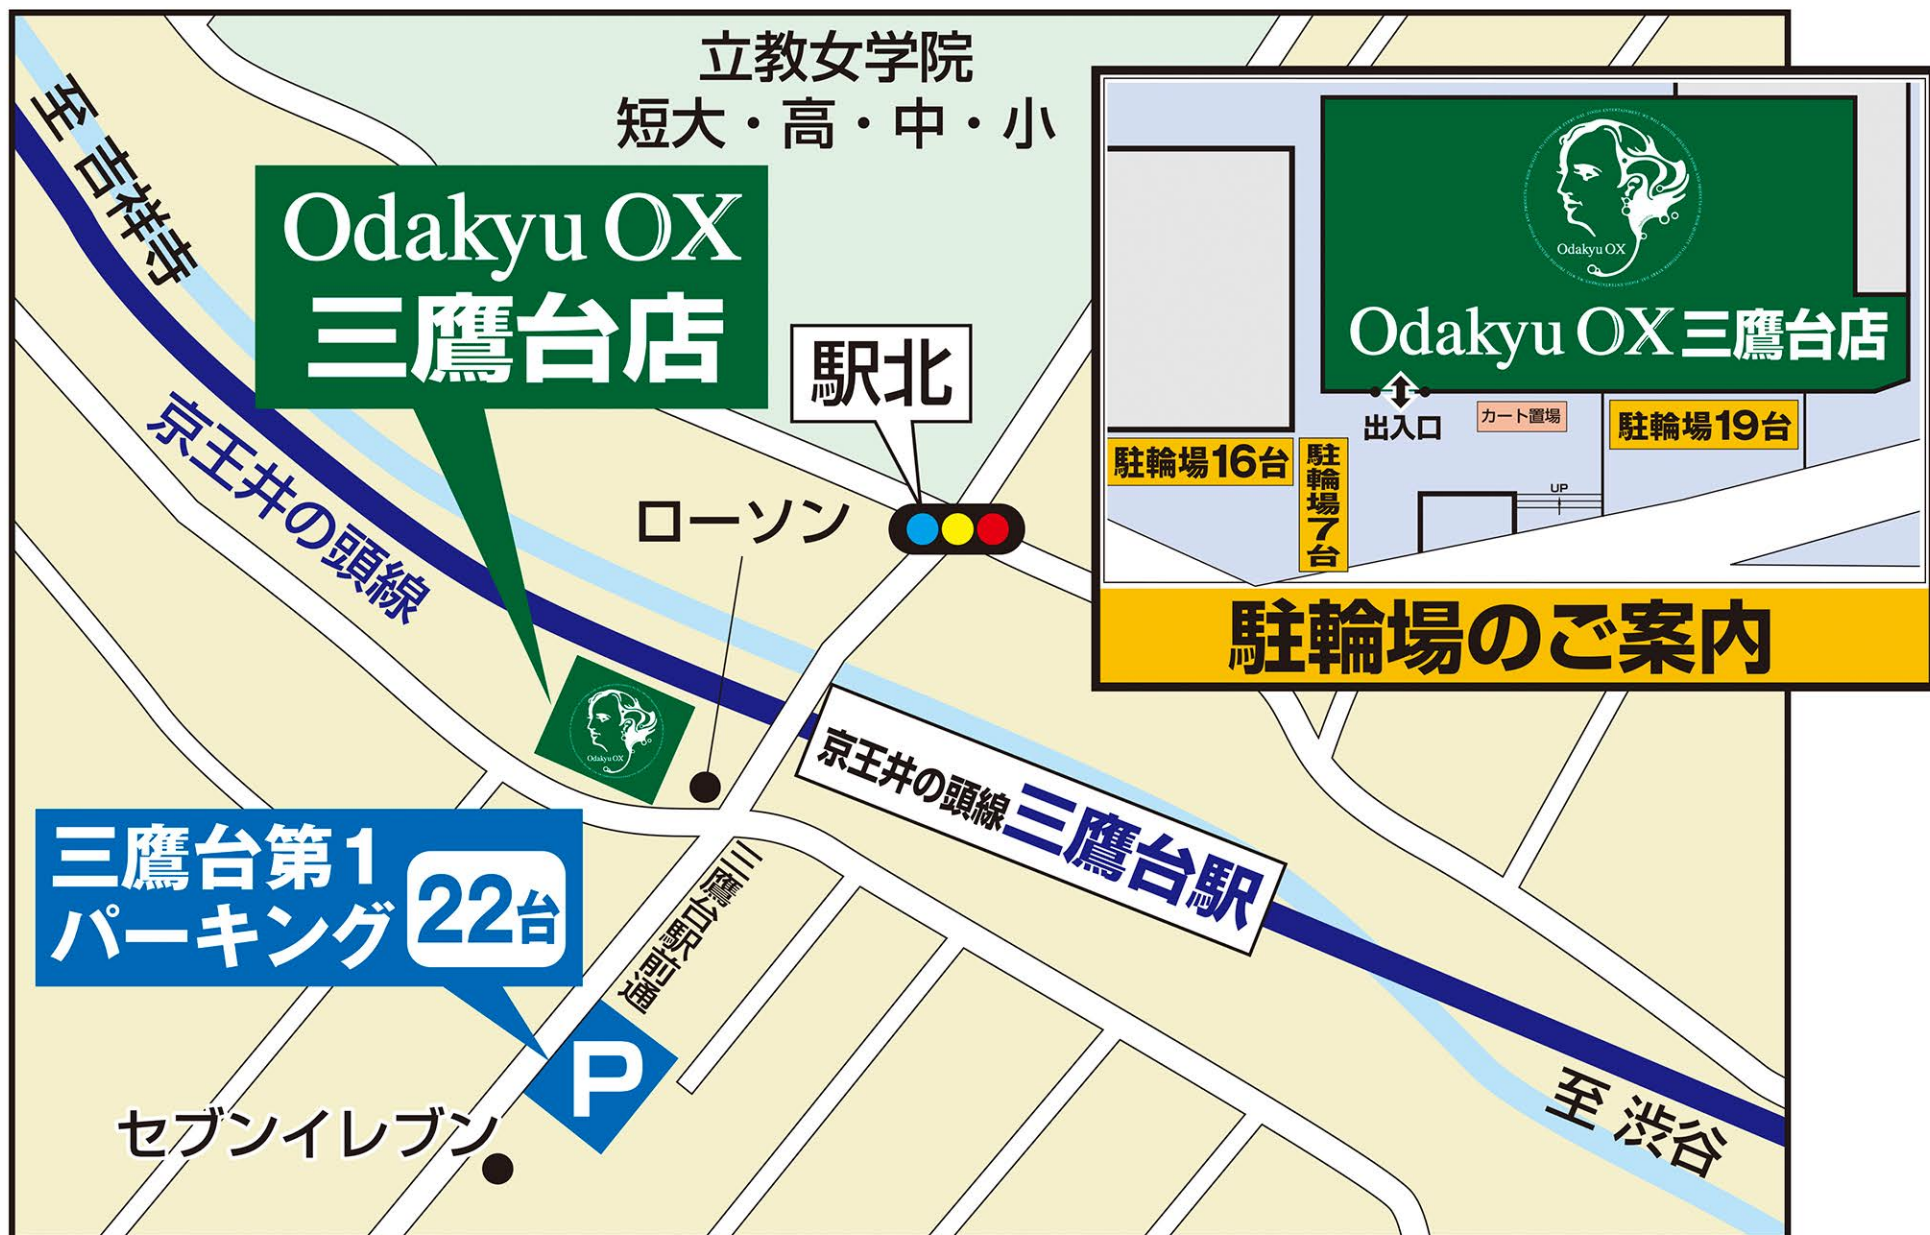 立教女学院
短大・高・中・小
至 吉祥寺
Odakyu OX
三鷹台店
駅北
京王井の頭線
ローソン
Odakyu OX
京王井の頭線 三鷹台駅
三鷹台第1
パーキング
22台
三鷹台駅前通
P
セブンイレブン
至 渋谷
Odakyu OX
Odakyu OX 三鷹台店
出入口
カート置場
駐輪場19台
駐輪場16台
駐輪場7台
UP
駐輪場のご案内